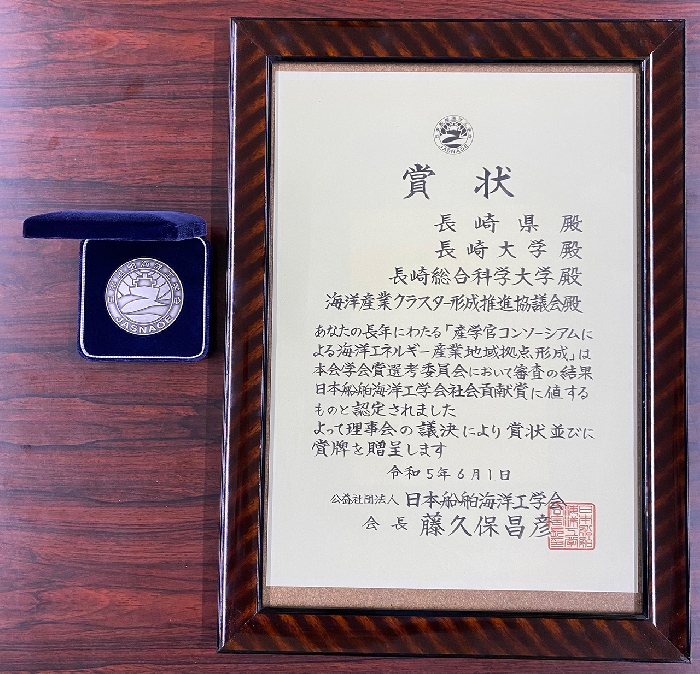 JASNAOE
賞状
長崎県殿
長崎大学殿
長崎総合科学大学殿
海洋産業クラスター形成推進協議会殿
あなたの長年にわたる「産学官コンソーシアムに
よる海洋エネルギー産業地域拠点形成」は
本会学会賞選考委員会において審査の結果
日本船舶海洋工学会社会貢献賞に値する
ものと認定されました
よって理事会の議決により賞状並びに
賞牌を贈呈します
令和5年6月1日
公益社団法人 日本船舶海洋工学会
会長 藤久保昌彦
JASNAOE